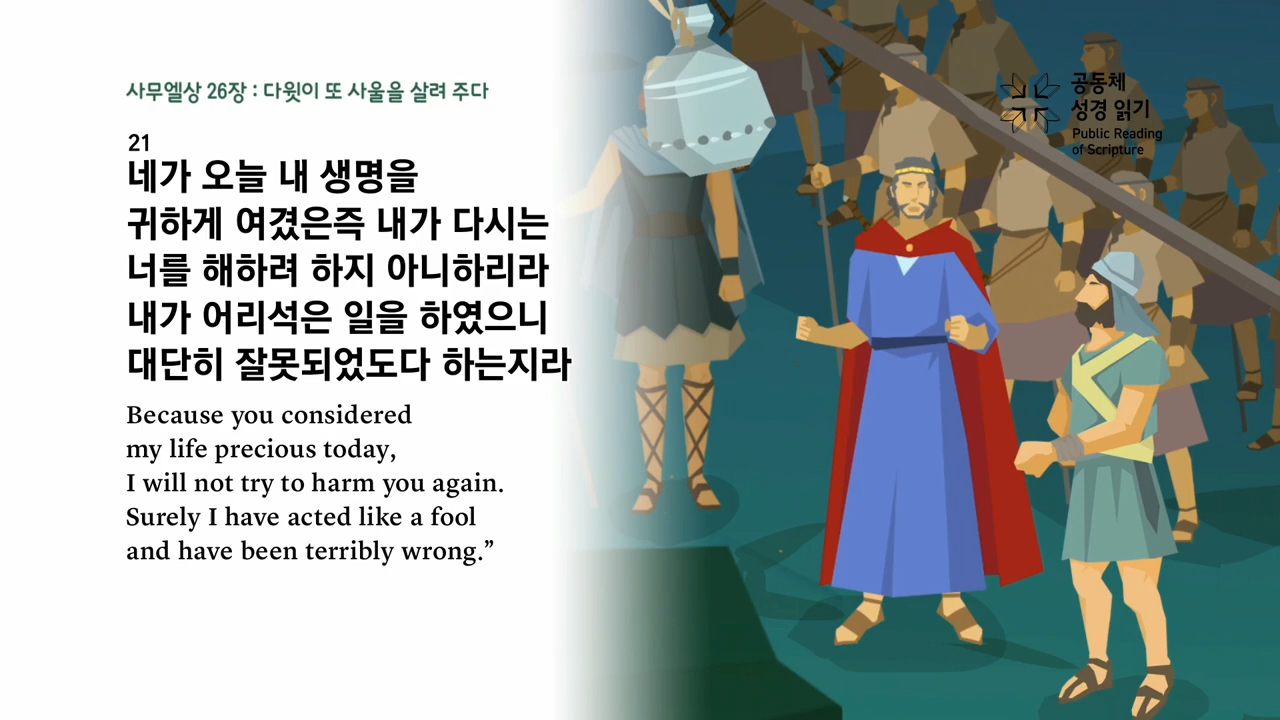 사무엘상 26장 : 다윗이 또 사울을 살려 주다
21
네가 오늘 내 생명을
귀하게 여겼은즉 내가 다시는
너를 해하려 하지 아니하리라
내가 어리석은 일을 하였으니
대단히 잘못되었도다 하는지라
Because you considered
my life precious today,
I will not try to harm you again.
Surely I have acted like a fool
and have been terribly wrong.”
공동체
성경 읽기
Public Reading
of Scripture